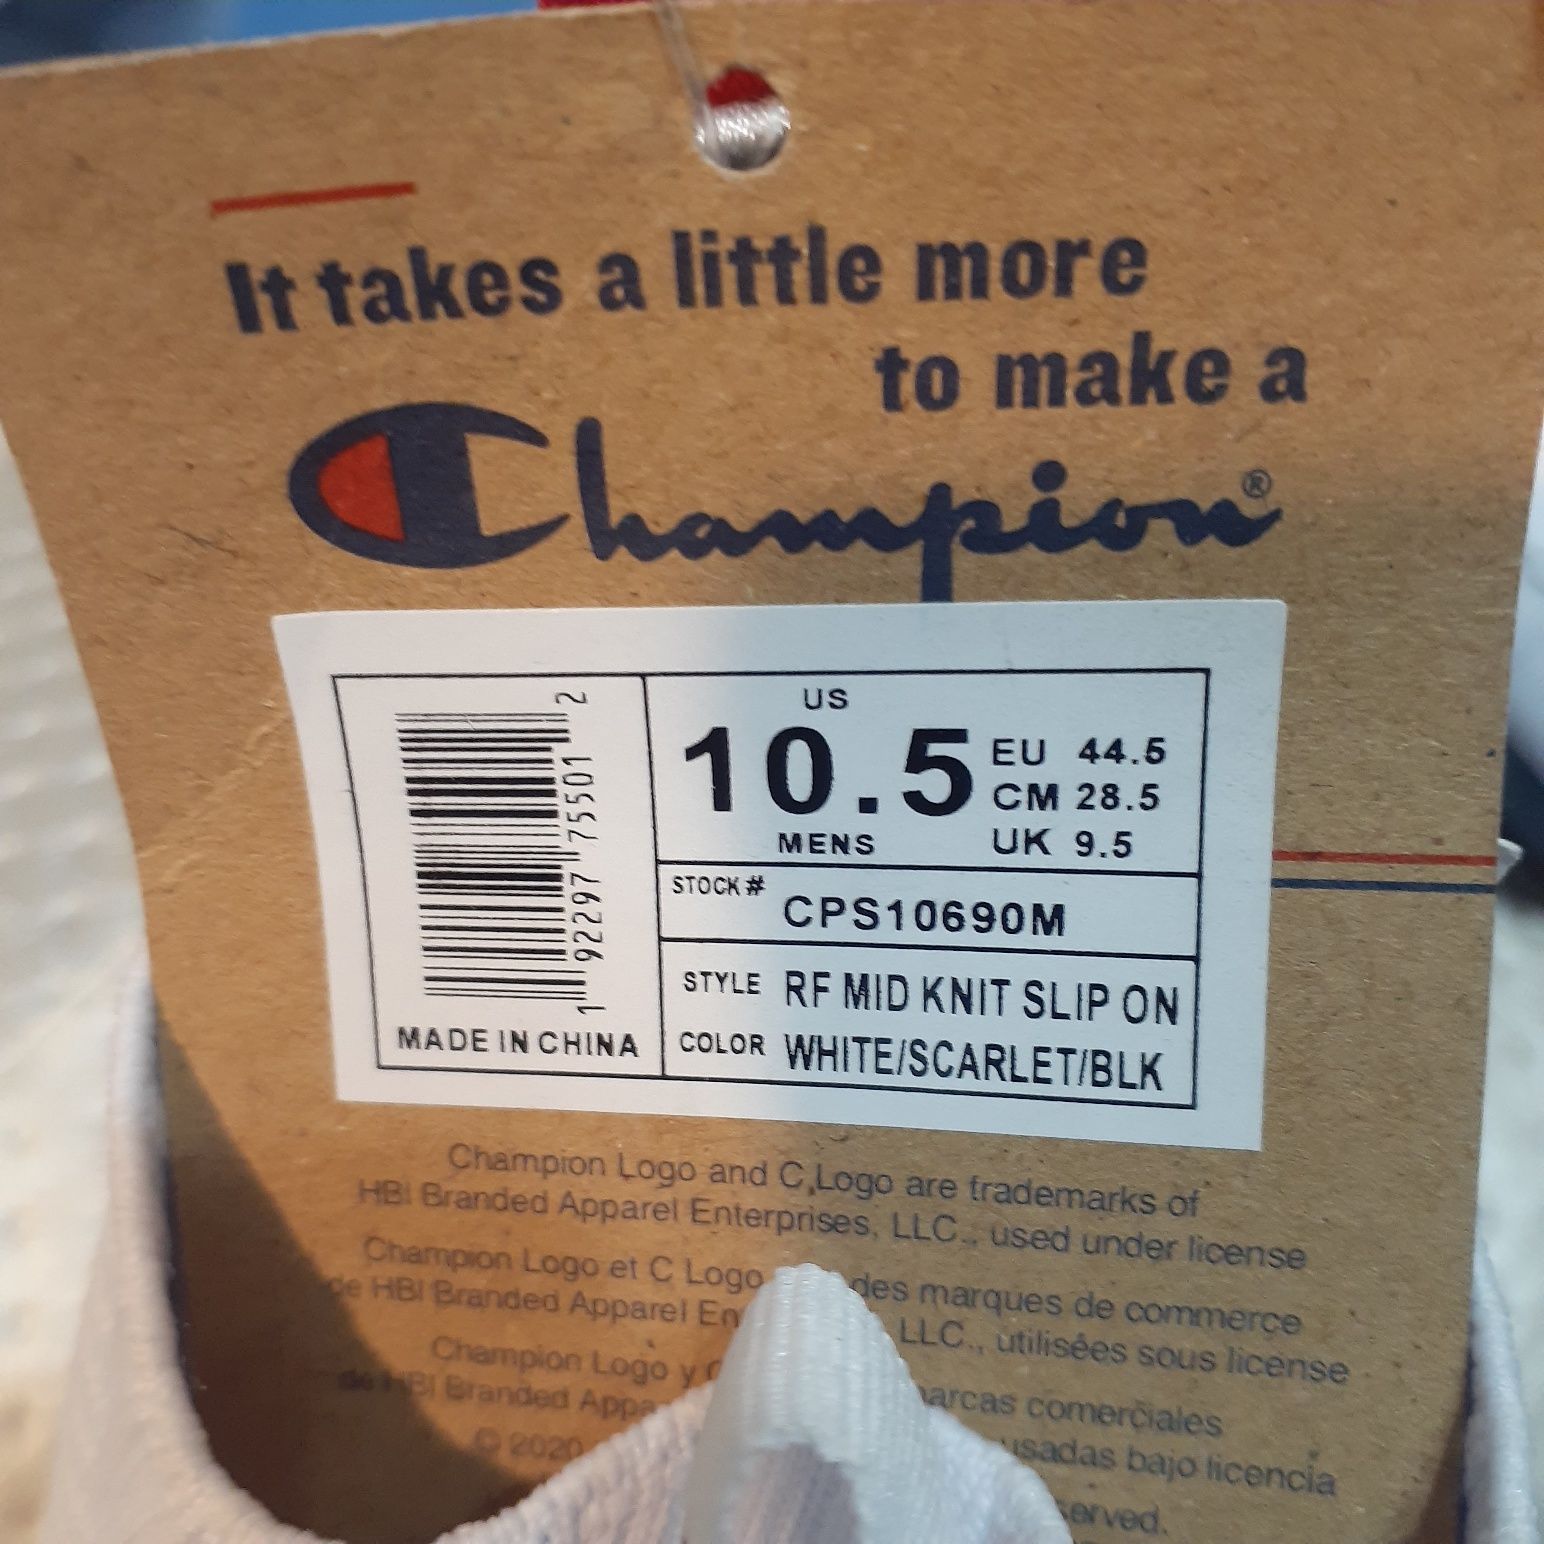 It takes a little more
to make a
Champion®
1 92297 75501 2
MADE IN CHINA
US
10.5
MENS
EU 44.5
CM 28.5
UK 9.5
STOCK# CPS10690M
STYLE RF MID KNIT SLIP ON
COLOR WHITE/SCARLET/BLK
Champion Logo and C Logo are trademarks of
HBI Branded Apparel Enterprises, LLC., used under license
Champion Logo et C Logo des marques de commerce
de HBI Branded Apparel LLC., utilisées sous license
Champion Logo y comerciales
de HBI Branded usadas bajo licencia
© 2020